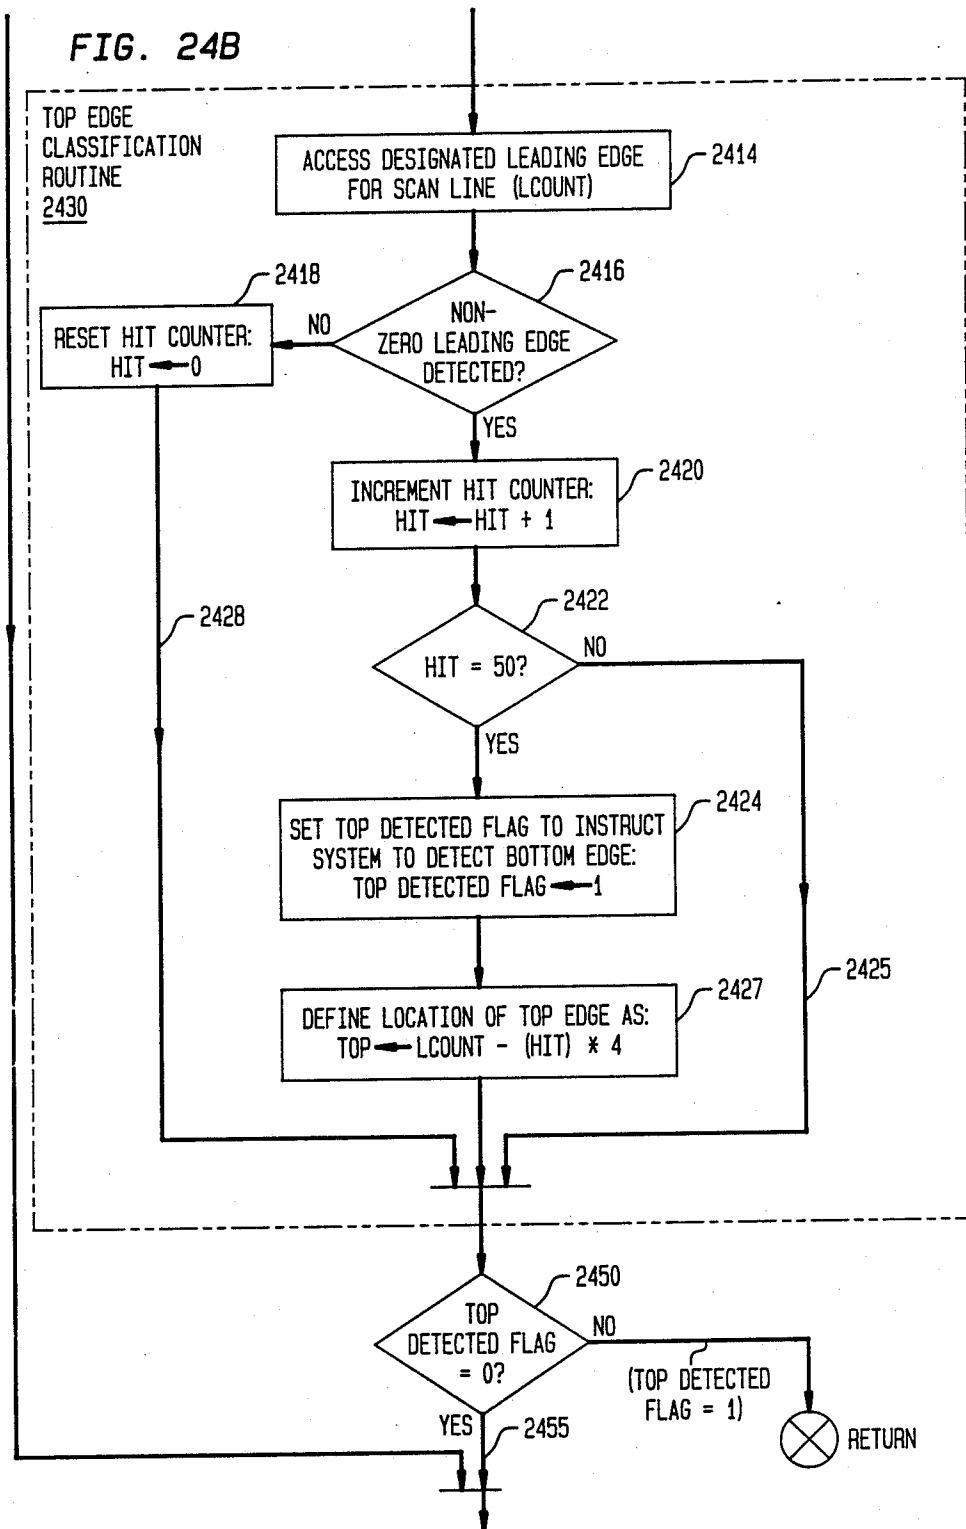 FIG. 24B
TOP EDGE
CLASSIFICATION
ROUTINE
2430
ACCESS DESIGNATED LEADING EDGE
FOR SCAN LINE (LCOUNT)
2414
2416
NON-
ZERO LEADING EDGE
DETECTED?
NO
2418
RESET HIT COUNTER:
HIT←0
YES
INCREMENT HIT COUNTER:
HIT←HIT + 1
2420
2428
2422
HIT = 50?
NO
YES
SET TOP DETECTED FLAG TO INSTRUCT
SYSTEM TO DETECT BOTTOM EDGE:
TOP DETECTED FLAG←1
2424
2425
DEFINE LOCATION OF TOP EDGE AS:
TOP←LCOUNT - (HIT) * 4
2427
2450
TOP
DETECTED FLAG
= 0?
NO
(TOP DETECTED
FLAG = 1)
YES
2455
RETURN